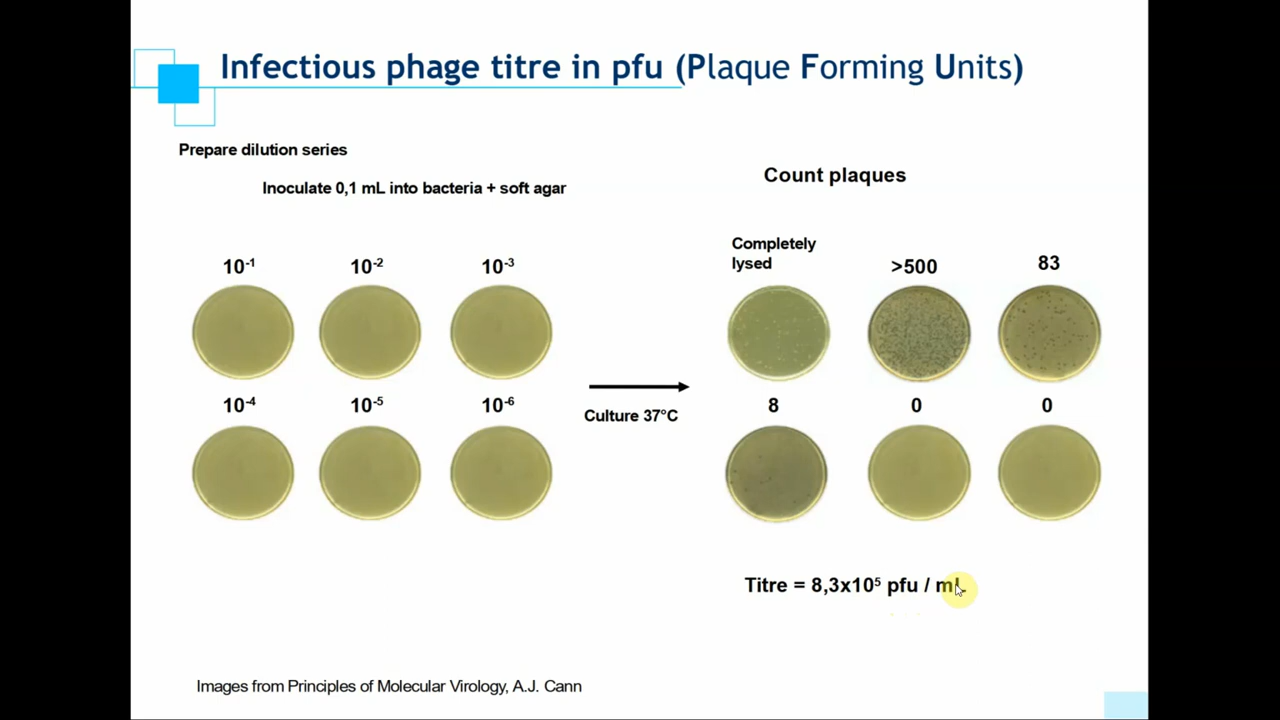 Infectious phage titre in pfu (Plaque Forming Units)
Prepare dilution series
Inoculate 0,1 mL into bacteria + soft agar
Count plaques
10⁻¹ 10⁻² 10⁻³
10⁻⁴ 10⁻⁵ 10⁻⁶
Culture 37°C
Completely
lysed
>500
83
8 0 0
Titre = 8,3x10⁵ pfu / mL
Images from Principles of Molecular Virology, A.J. Cann